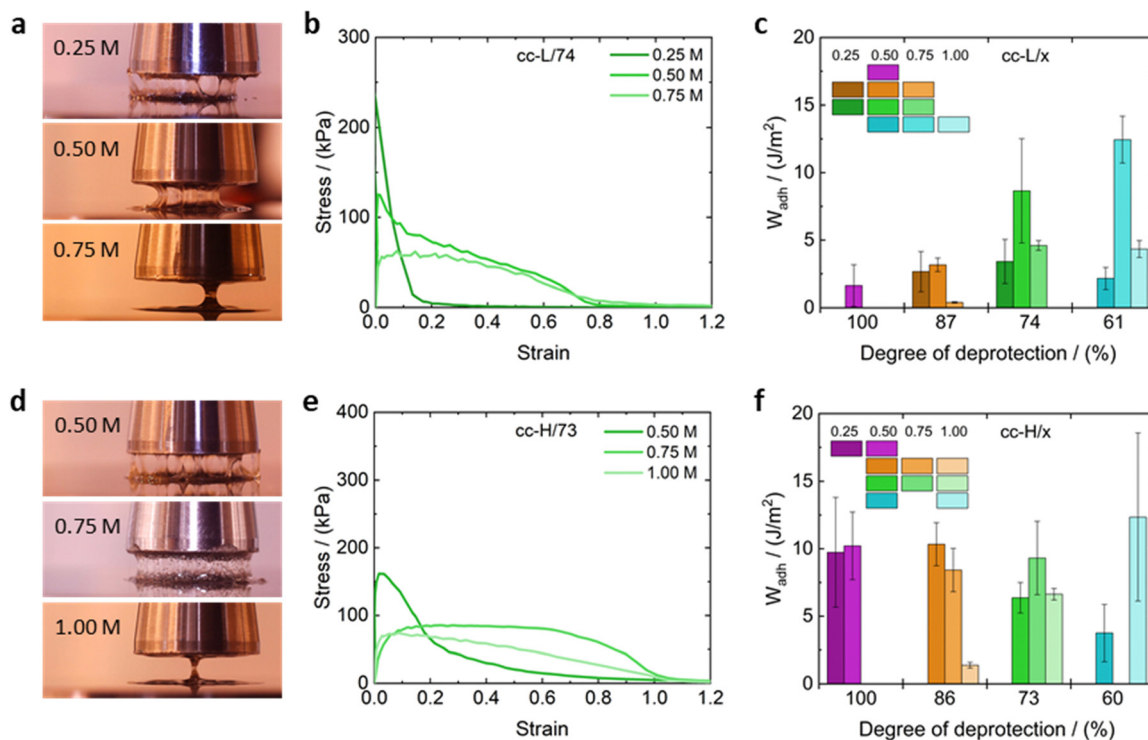 a
0.25 M
0.50 M
0.75 M
b
300
200
100
0
Stress / (kPa)
cc-L/74
0.25 M
0.50 M
0.75 M
0.0 0.2 0.4 0.6 0.8 1.0 1.2
Strain
c
20
15
10
5
0
W_adh / (J/m²)
0.25 0.50 0.75 1.00
cc-L/x
100 87 74 61
Degree of deprotection / (%)
d
0.50 M
0.75 M
1.00 M
e
400
300
200
100
0
Stress / (kPa)
cc-H/73
0.50 M
0.75 M
1.00 M
0.0 0.2 0.4 0.6 0.8 1.0 1.2
Strain
f
20
15
10
5
0
W_adh / (J/m²)
0.25 0.50 0.75 1.00
cc-H/x
100 86 73 60
Degree of deprotection / (%)